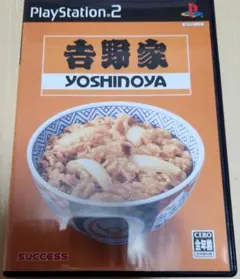 PlayStation®2
吉野家
YOSHINOYA
SUCCESS
CERO
全年齢